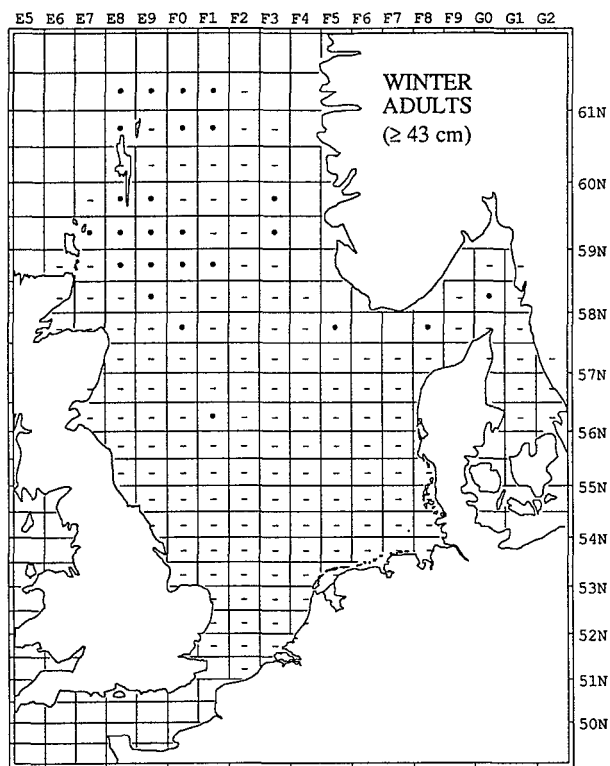 E5 E6 E7 E8 E9 F0 F1 F2 F3 F4 F5 F6 F7 F8 F9 G0 G1 G2
WINTER
ADULTS
(≥ 43 cm)
61N
60N
59N
58N
57N
56N
55N
54N
53N
52N
51N
50N